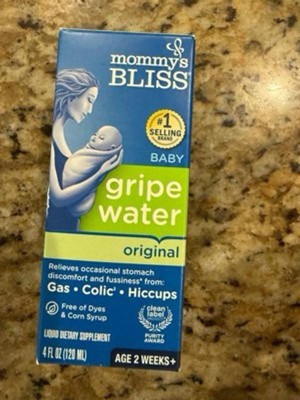 mommy's
BLISS
#1
SELLING
BRAND
BABY
gripe
water
original
Relieves occasional stomach
discomfort and fussiness* from:
Gas • Colic* • Hiccups
Free of Dyes
& Corn Syrup
clean
label
PURITY
AWARD
LIQUID DIETARY SUPPLEMENT
4 FL OZ (120 ML)
AGE 2 WEEKS+